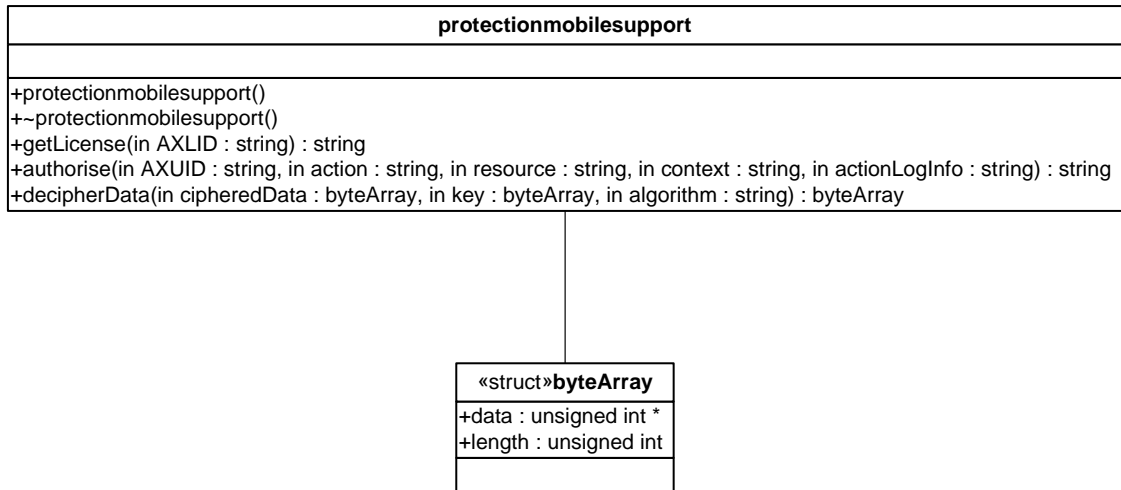 protectionmobilesupport
+protectionmobilesupport()
+~protectionmobilesupport()
+getLicense(in AXLID : string) : string
+authorise(in AXUID : string, in action : string, in resource : string, in context : string, in actionLogInfo : string) : string
+decipherData(in cipheredData : byteArray, in key : byteArray, in algorithm : string) : byteArray
«struct»byteArray
+data : unsigned int *
+length : unsigned int